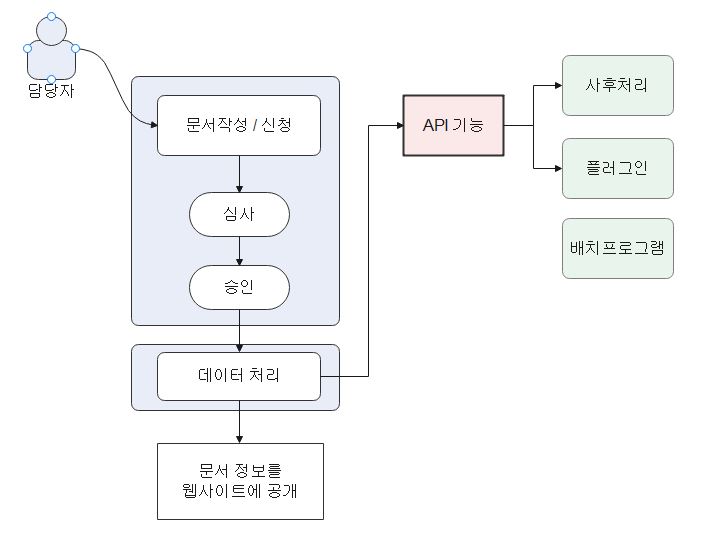 담당자
문서작성 / 신청
심사
승인
데이터 처리
문서 정보를
웹사이트에 공개
API 기능
사후처리
플러그인
배치프로그램